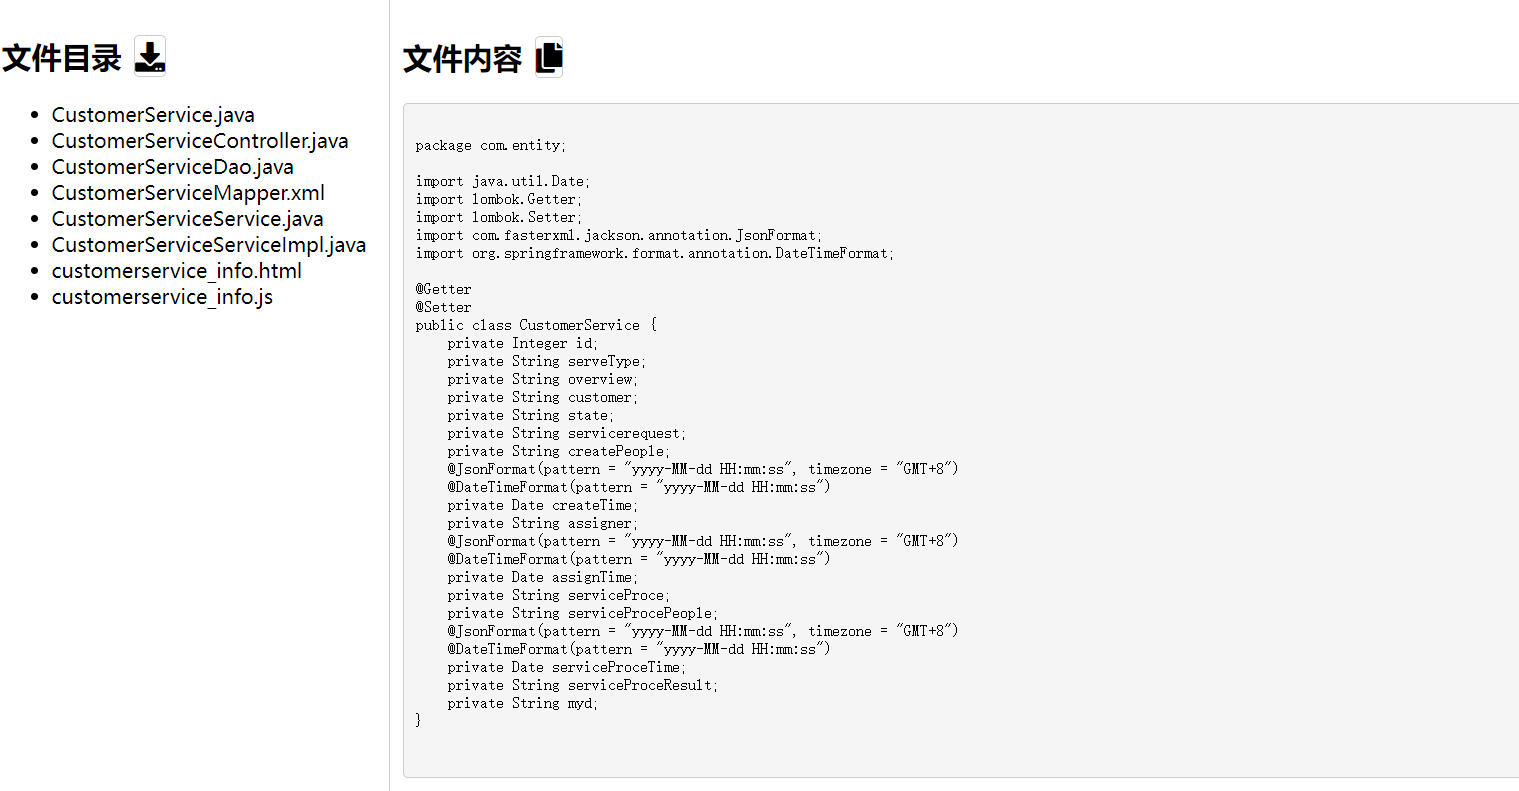 文件目录
CustomerService.java
CustomerServiceController.java
CustomerServiceDao.java
CustomerServiceMapper.xml
CustomerServiceService.java
CustomerServiceServiceImpl.java
customerservice_info.html
customerservice_info.js
文件内容
package com.entity;
import java.util.Date;
import lombok.Getter;
import lombok.Setter;
import com.fasterxml.jackson.annotation.JsonFormat;
import org.springframework.format.annotation.DateTimeFormat;
@Getter
@Setter
public class CustomerService {
    private Integer id;
    private String serveType;
    private String overview;
    private String customer;
    private String state;
    private String servicerequest;
    private String createPeople;
    @JsonFormat(pattern = "yyyy-MM-dd HH:mm:ss", timezone = "GMT+8")
    @DateTimeFormat(pattern = "yyyy-MM-dd HH:mm:ss")
    private Date createTime;
    private String assigner;
    @JsonFormat(pattern = "yyyy-MM-dd HH:mm:ss", timezone = "GMT+8")
    @DateTimeFormat(pattern = "yyyy-MM-dd HH:mm:ss")
    private Date assignTime;
    private String serviceProce;
    private String serviceProcePeople;
    @JsonFormat(pattern = "yyyy-MM-dd HH:mm:ss", timezone = "GMT+8")
    @DateTimeFormat(pattern = "yyyy-MM-dd HH:mm:ss")
    private Date serviceProceTime;
    private String serviceProceResult;
    private String myd;
}